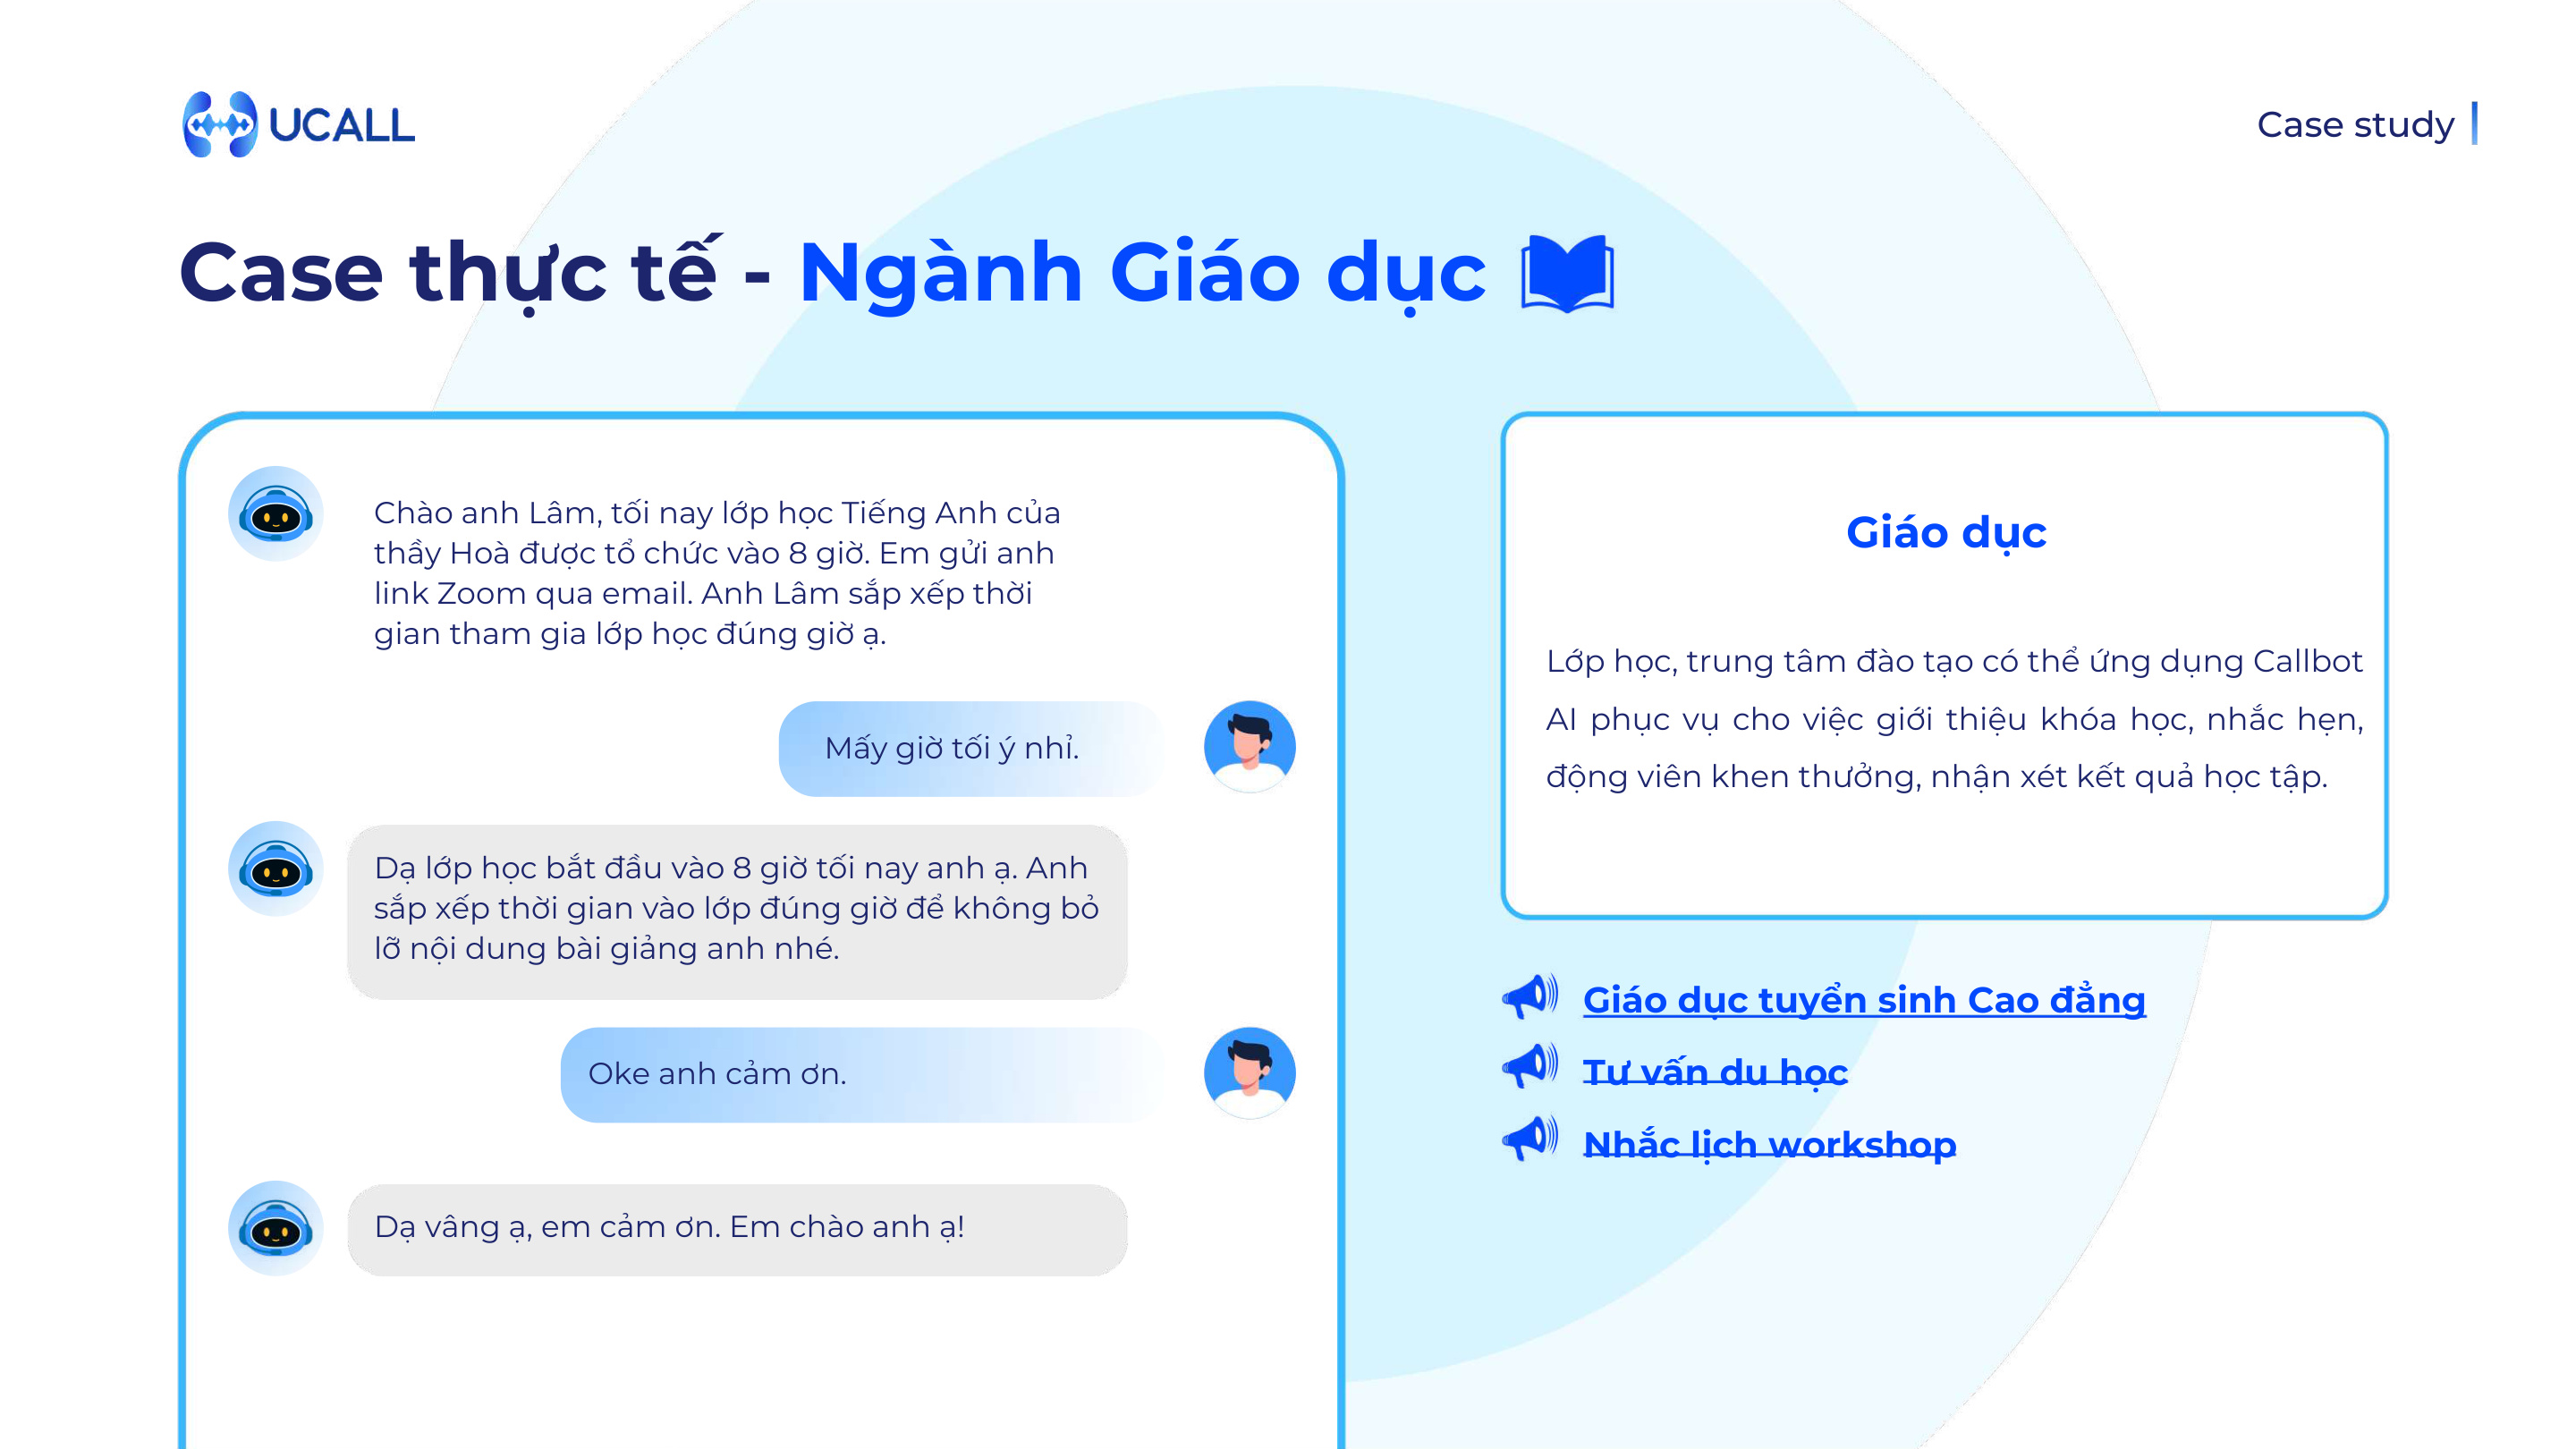 UCALL
Case study
Case thực tế - Ngành Giáo dục
Chào anh Lâm, tối nay lớp học Tiếng Anh của
thầy Hoà được tổ chức vào 8 giờ. Em gửi anh
link Zoom qua email. Anh Lâm sắp xếp thời
gian tham gia lớp học đúng giờ ạ.
Mấy giờ tối ý nhỉ.
Dạ lớp học bắt đầu vào 8 giờ tối nay anh ạ. Anh
sắp xếp thời gian vào lớp đúng giờ để không bỏ
lỡ nội dung bài giảng anh nhé.
Oke anh cảm ơn.
Dạ vâng ạ, em cảm ơn. Em chào anh ạ!
Giáo dục
Lớp học, trung tâm đào tạo có thể ứng dụng Callbot
AI phục vụ cho việc giới thiệu khóa học, nhắc hẹn,
động viên khen thưởng, nhận xét kết quả học tập.
Giáo dục tuyển sinh Cao đẳng
Tư vấn du học
Nhắc lịch workshop